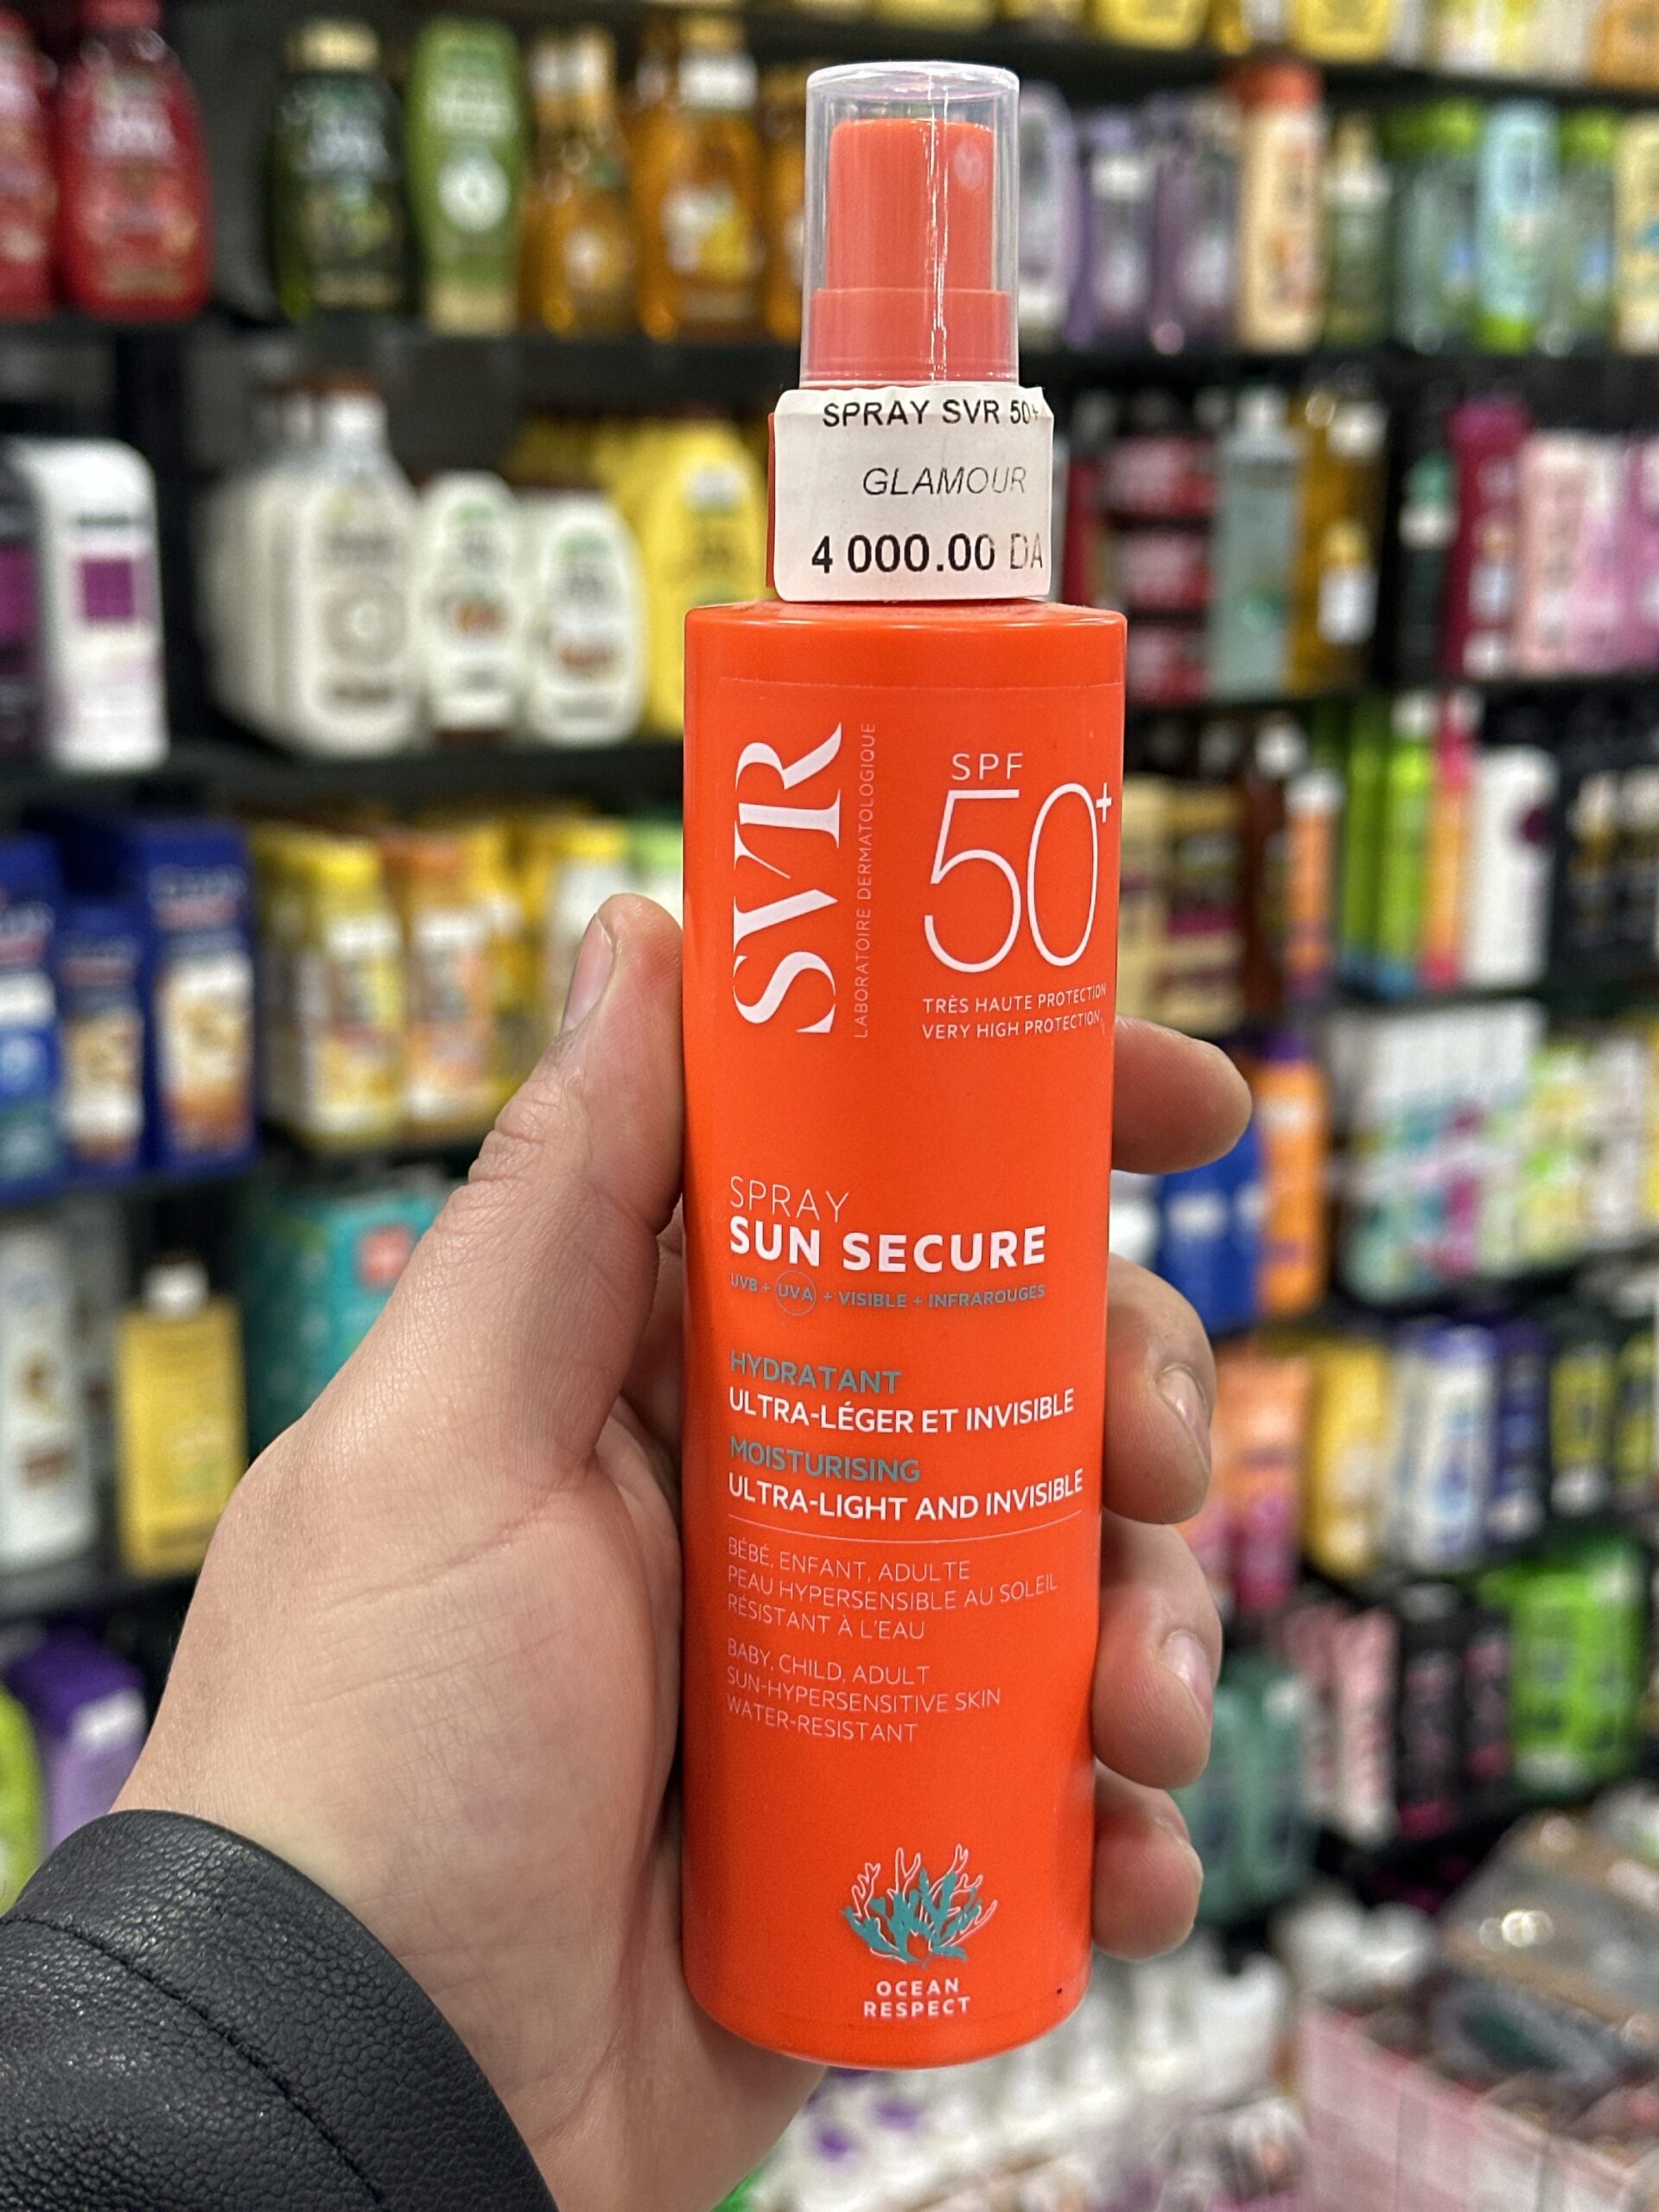 SPRAY SVR 50+
GLAMOUR
4 000.00 DA
SVR
LABORATOIRE DERMATOLOGIQUE
SPF
50+
TRÈS HAUTE PROTECTION
VERY HIGH PROTECTION
SPRAY
SUN SECURE
UVB + UVA + VISIBLE + INFRAROUGES
HYDRATANT
ULTRA-LÉGER ET INVISIBLE
MOISTURISING
ULTRA-LIGHT AND INVISIBLE
BÉBÉ, ENFANT, ADULTE
PEAU HYPERSENSIBLE AU SOLEIL
RÉSISTANT À L'EAU
BABY, CHILD, ADULT
SUN-HYPERSENSITIVE SKIN
WATER-RESISTANT
OCEAN
RESPECT